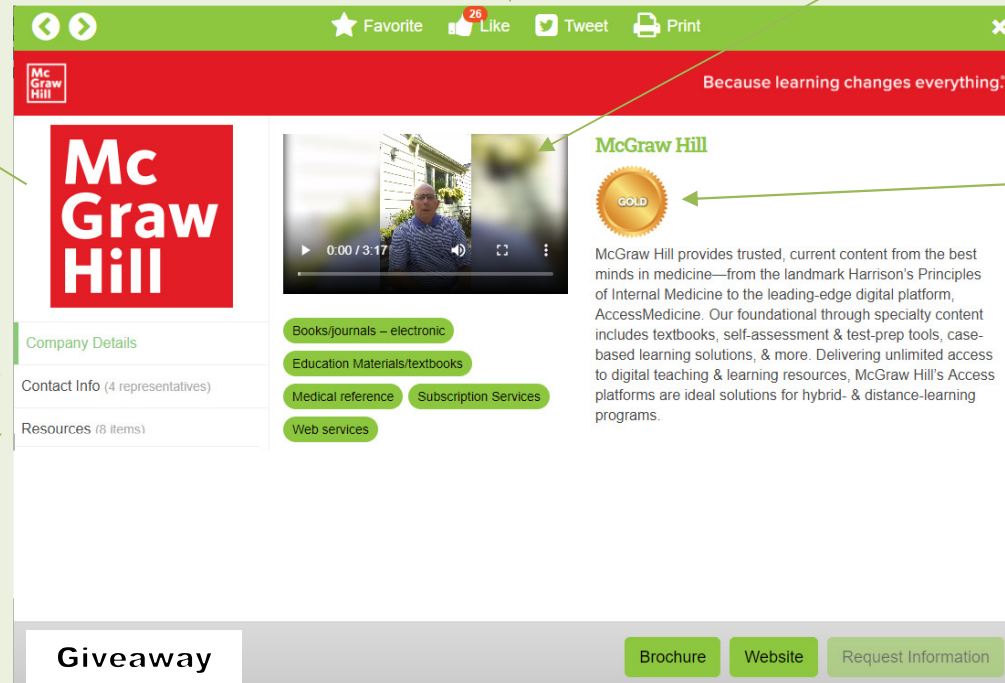 Favorite
26
Like
Tweet
Print
Mc
Graw
Hill
Because learning changes everything.®
Mc
Graw
Hill
Company Details
Contact Info (4 representatives)
Resources (8 items)
0:00 / 3:17
Books/journals – electronic
Education Materials/textbooks
Medical reference
Subscription Services
Web services
McGraw Hill
GOLD
McGraw Hill provides trusted, current content from the best
minds in medicine—from the landmark Harrison's Principles
of Internal Medicine to the leading-edge digital platform,
AccessMedicine. Our foundational through specialty content
includes textbooks, self-assessment & test-prep tools, case-
based learning solutions, & more. Delivering unlimited access
to digital teaching & learning resources, McGraw Hill's Access
platforms are ideal solutions for hybrid- & distance-learning
programs.
Giveaway
Brochure
Website
Request Information